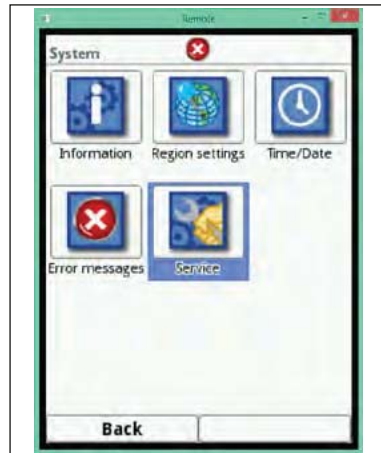 Remote
System
Information
Region settings
Time/Date
Error messages
Service
Back